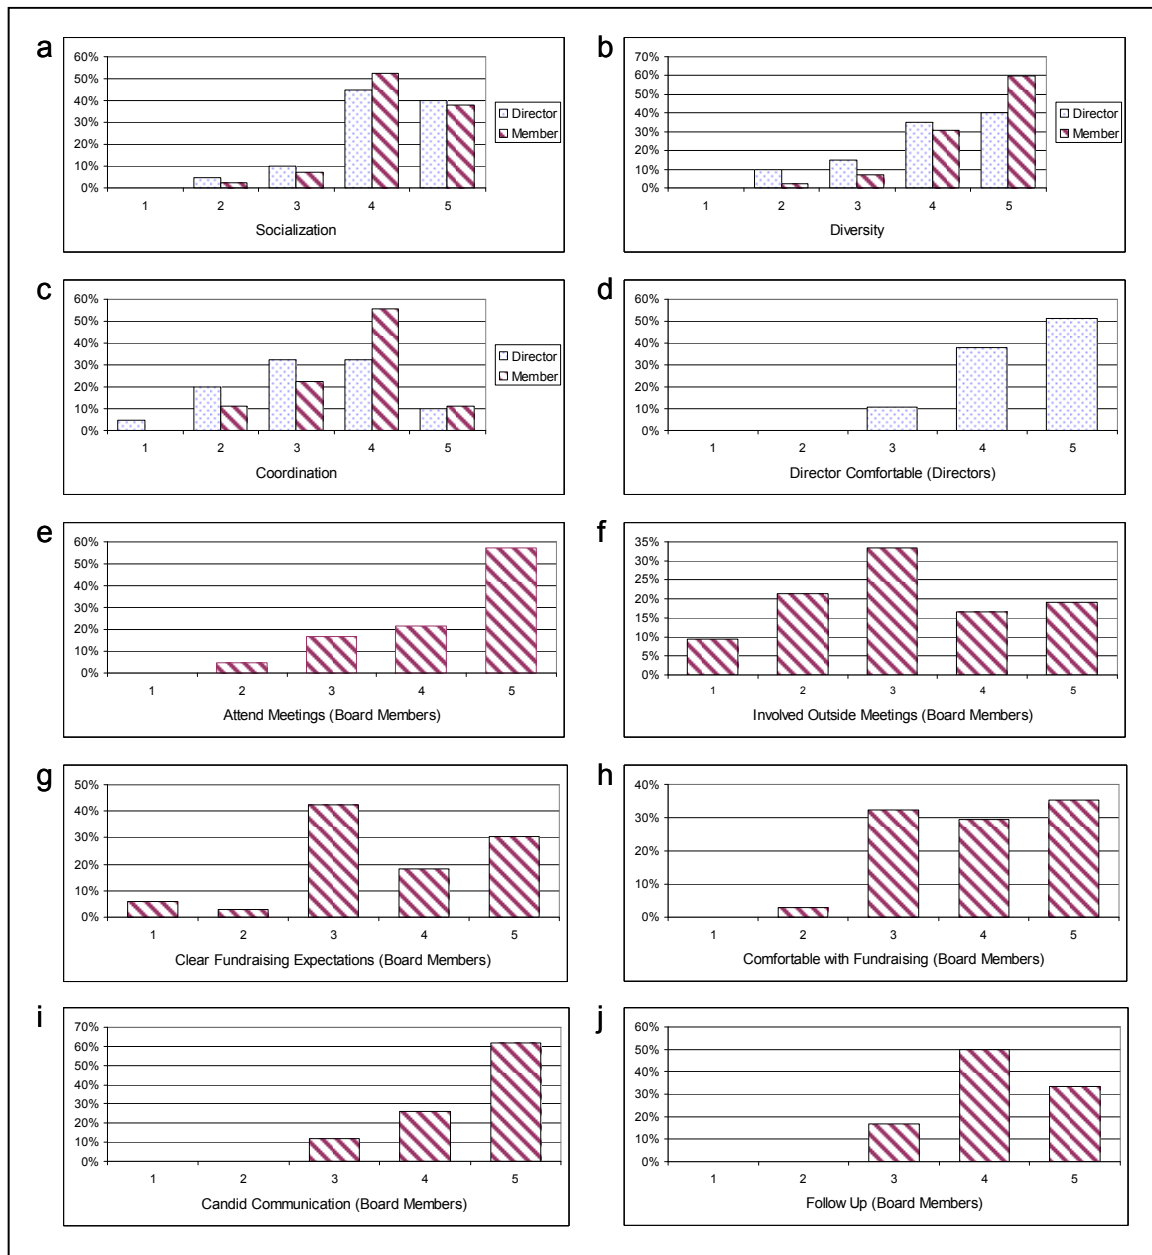 a
60%
50%
40%
30%
20%
10%
0%
1 2 3 4 5
Socialization
Director
Member
b
70%
60%
50%
40%
30%
20%
10%
0%
1 2 3 4 5
Diversity
Director
Member
c
60%
50%
40%
30%
20%
10%
0%
1 2 3 4 5
Coordination
Director
Member
d
60%
50%
40%
30%
20%
10%
0%
1 2 3 4 5
Director Comfortable (Directors)
e
60%
50%
40%
30%
20%
10%
0%
1 2 3 4 5
Attend Meetings (Board Members)
f
35%
30%
25%
20%
15%
10%
5%
0%
1 2 3 4 5
Involved Outside Meetings (Board Members)
g
50%
40%
30%
20%
10%
0%
1 2 3 4 5
Clear Fundraising Expectations (Board Members)
h
40%
30%
20%
10%
0%
1 2 3 4 5
Comfortable with Fundraising (Board Members)
i
70%
60%
50%
40%
30%
20%
10%
0%
1 2 3 4 5
Candid Communication (Board Members)
j
60%
50%
40%
30%
20%
10%
0%
1 2 3 4 5
Follow Up (Board Members)